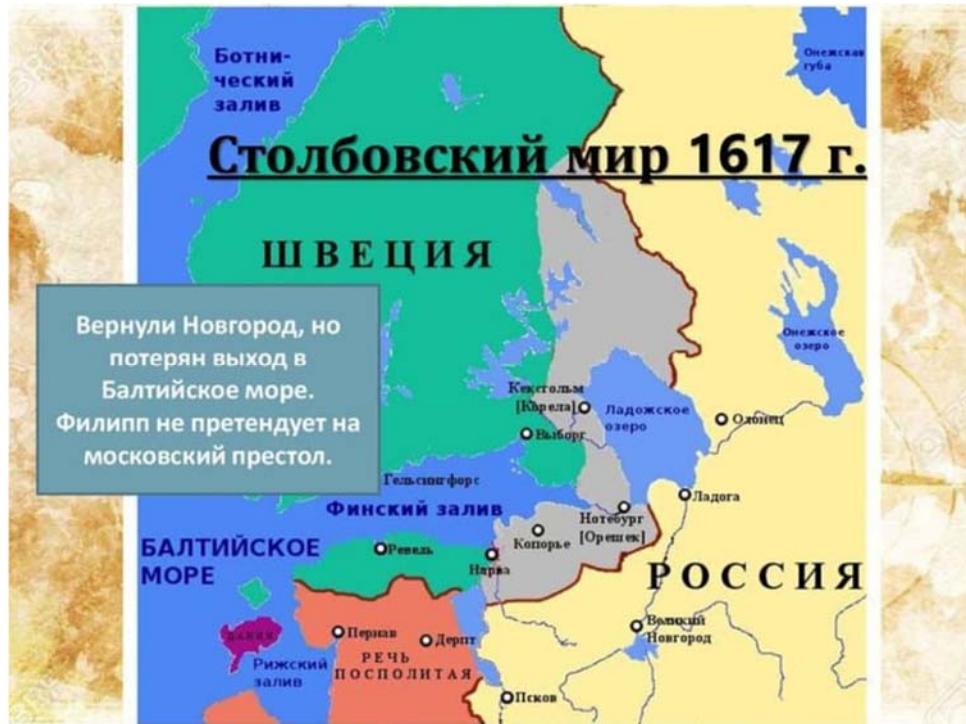 Ботни-
ческий
залив
Онежская
губа
Столбовский мир 1617 г.
ШВЕЦИЯ
Вернули Новгород, но
потерян выход в
Балтийское море.
Филипп не претендует на
московский престол.
Онежское
озеро
Кексгольм
[Карела]
Ладожское
озеро
Олонец
Выборг
Гельсингфорс
Финский залив
Ладога
Нотебург
[Орешек]
Копорье
БАЛТИЙСКОЕ
МОРЕ
Ревель
Нарва
РОССИЯ
Великий
Новгород
ДАНИЯ
Пернав
Дерпт
Рижский
залив
РЕЧЬ
ПОСПОЛИТАЯ
Псков